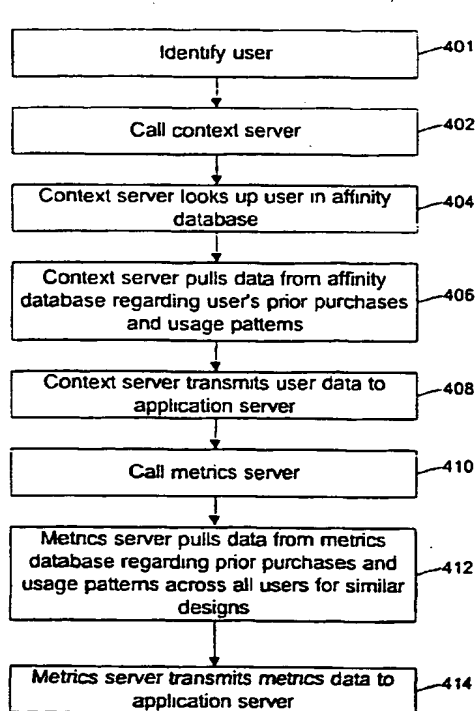 Identify user
401
Call context server
402
Context server looks up user in affinity
database
404
Context server pulls data from affinity
database regarding user's prior purchases
and usage patterns
406
Context server transmits user data to
application server
408
Call metrics server
410
Metrics server pulls data from metrics
database regarding prior purchases and
usage patterns across all users for similar
designs
412
Metrics server transmits metrics data to
application server
414